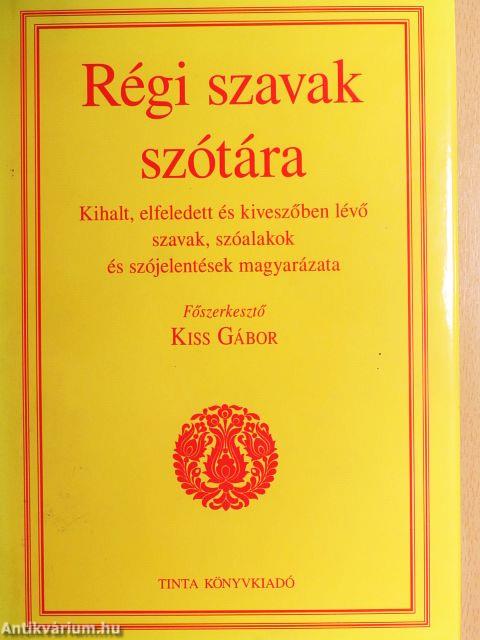 Régi szavak
szótára
Kihalt, elfeledett és kiveszőben lévő
szavak, szóalakok
és szójelentések magyarázata
Főszerkesztő
KISS GÁBOR
TINTA KÖNYVKIADÓ
Antikvárium.hu